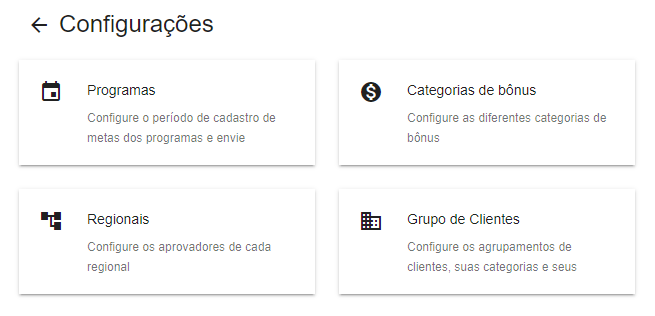 Configurações
Programas
Configure o período de cadastro de
metas dos programas e envie
Categorias de bônus
Configure as diferentes categorias de
bônus
Regionais
Configure os aprovadores de cada
regional
Grupo de Clientes
Configure os agrupamentos de
clientes, suas categorias e seus